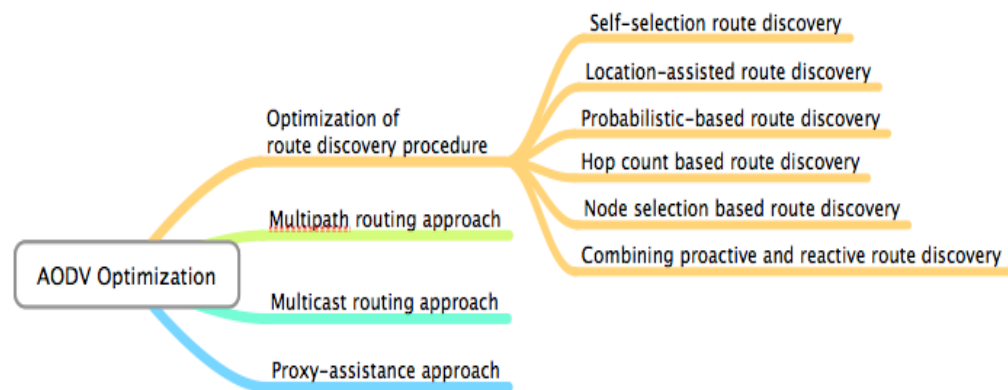 Self-selection route discovery
Location-assisted route discovery
Optimization of
route discovery procedure
Probabilistic-based route discovery
Hop count based route discovery
Node selection based route discovery
Combining proactive and reactive route discovery
Multipath routing approach
AODV Optimization
Multicast routing approach
Proxy-assistance approach